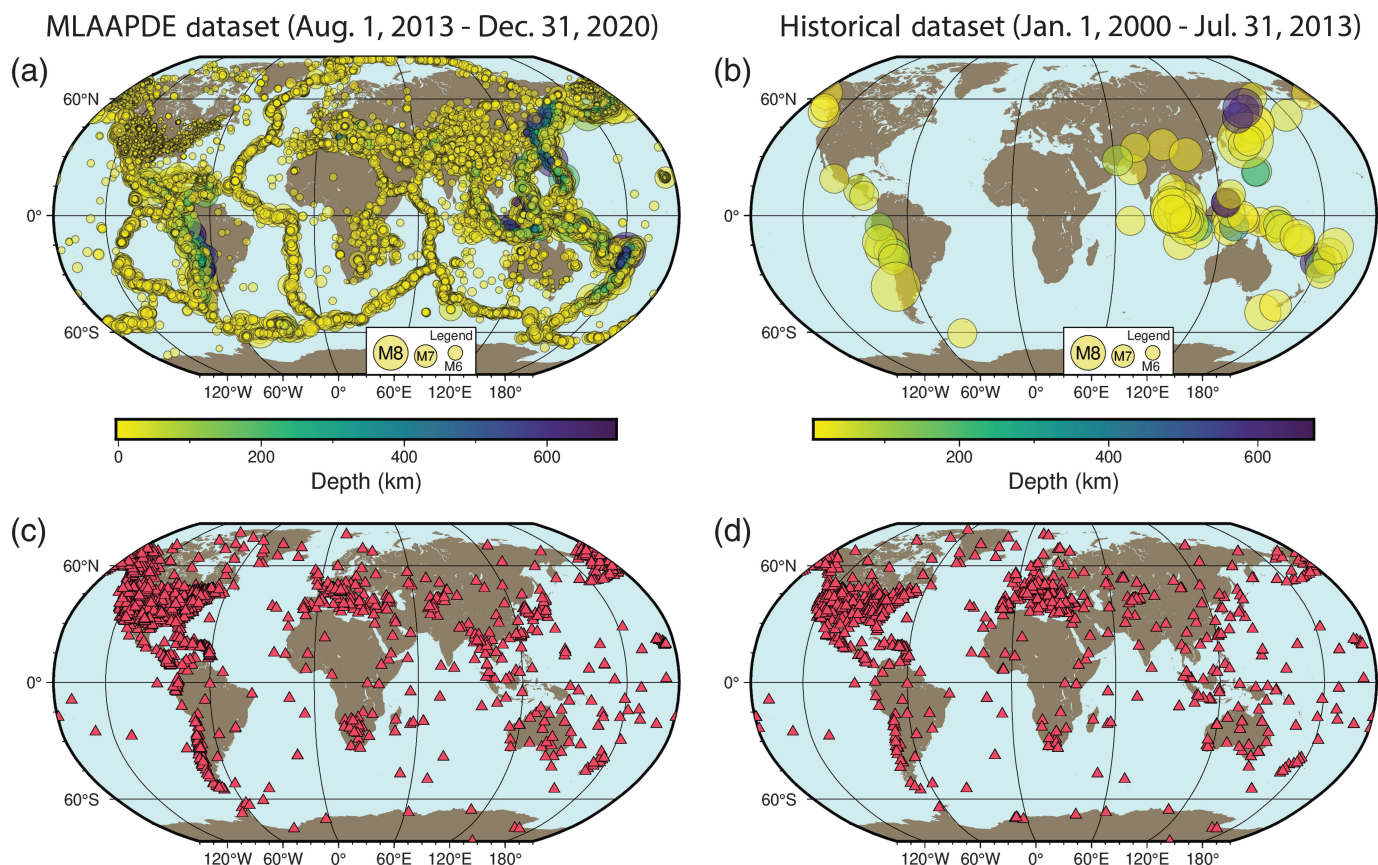 MLAAPDE dataset (Aug. 1, 2013 - Dec. 31, 2020)
Historical dataset (Jan. 1, 2000 - Jul. 31, 2013)
(a)
60°N
0°
60°S
Legend
M8 M7 M6
120°W 60°W 0° 60°E 120°E 180°
0 200 400 600
Depth (km)
(b)
60°N
0°
60°S
Legend
M8 M7 M6
120°W 60°W 0° 60°E 120°E 180°
200 400 600
Depth (km)
(c)
60°N
0°
60°S
120°W 60°W 0° 60°E 120°E 180°
(d)
60°N
0°
60°S
120°W 60°W 0° 60°E 120°E 180°